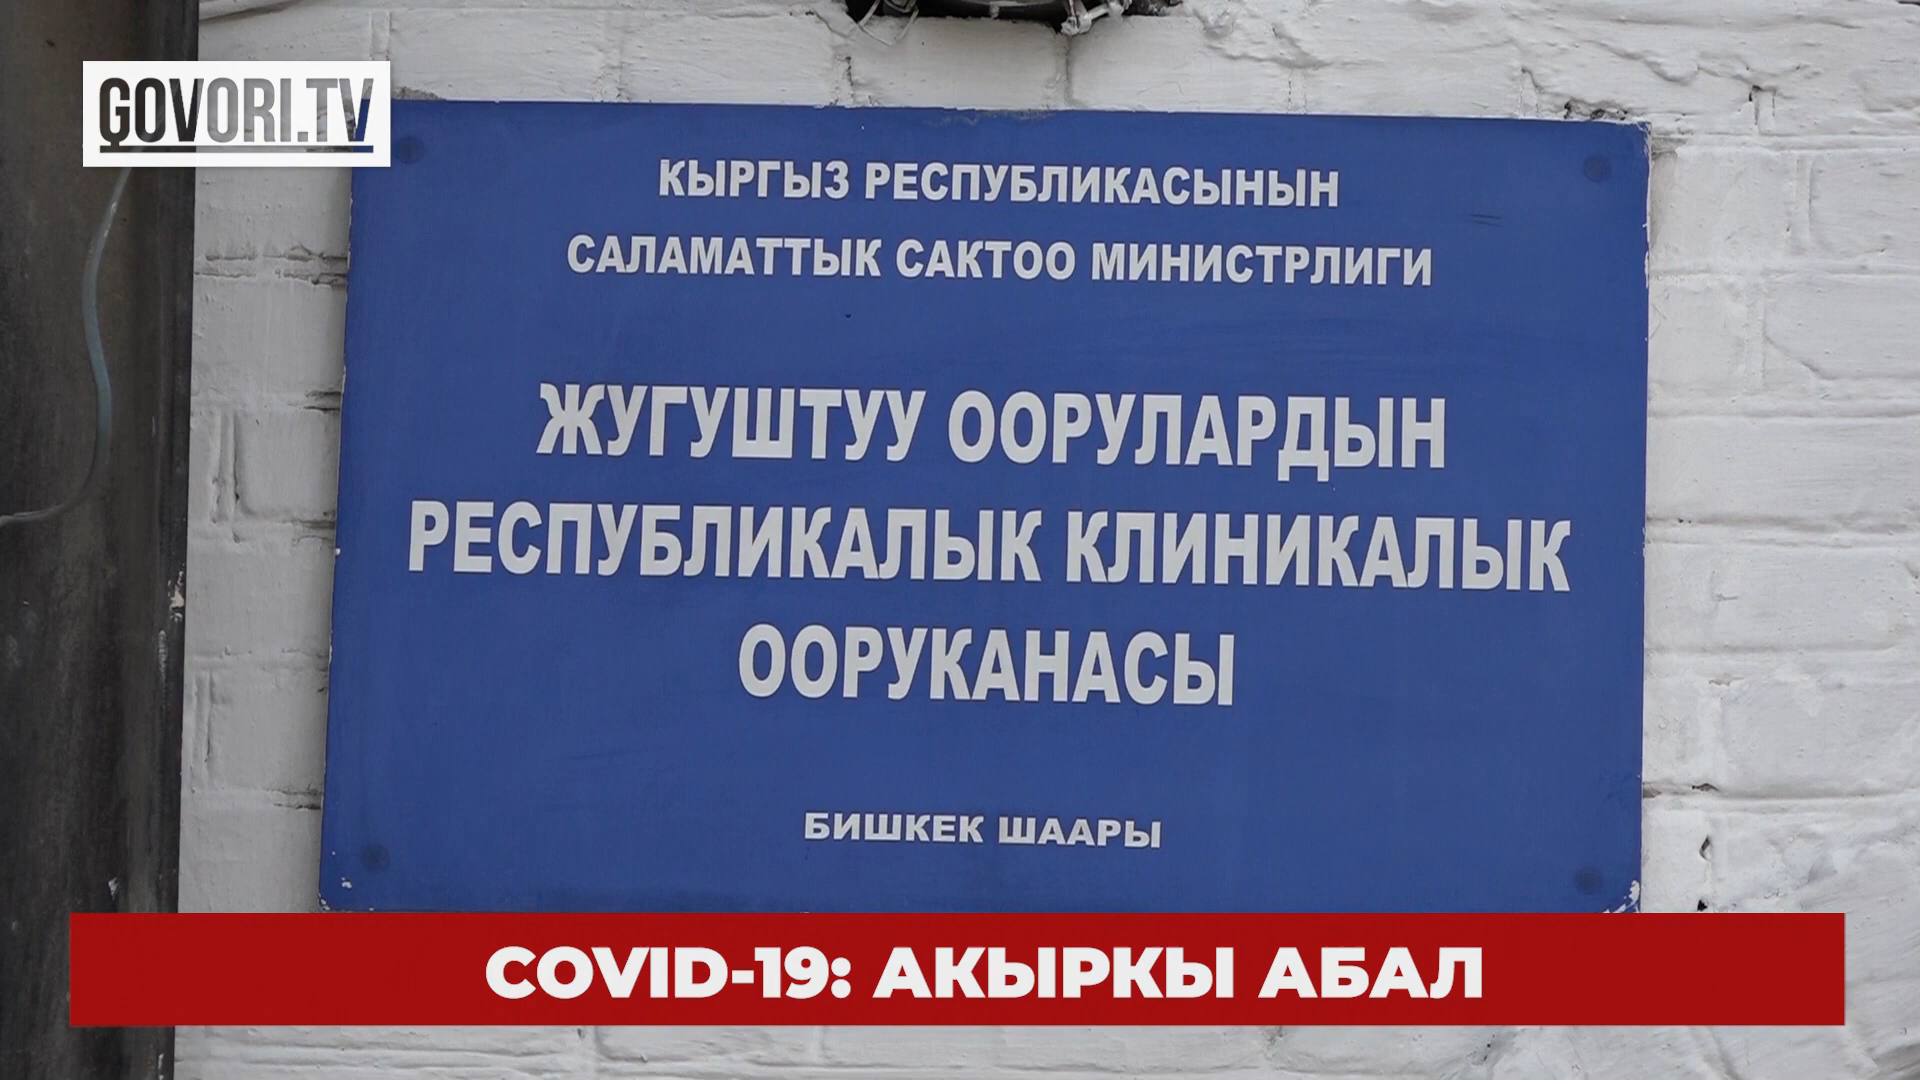 GOVORI.TV
КЫРГЫЗ РЕСПУБЛИКАСЫНЫН
САЛАМАТТЫК САКТОО МИНИСТРЛИГИ
ЖУГУШТУУ ООРУЛАРДЫН
РЕСПУБЛИКАЛЫК КЛИНИКАЛЫК
ООРУКАНАСЫ
БИШКЕК ШААРЫ
COVID-19: АКЫРКЫ АБАЛ